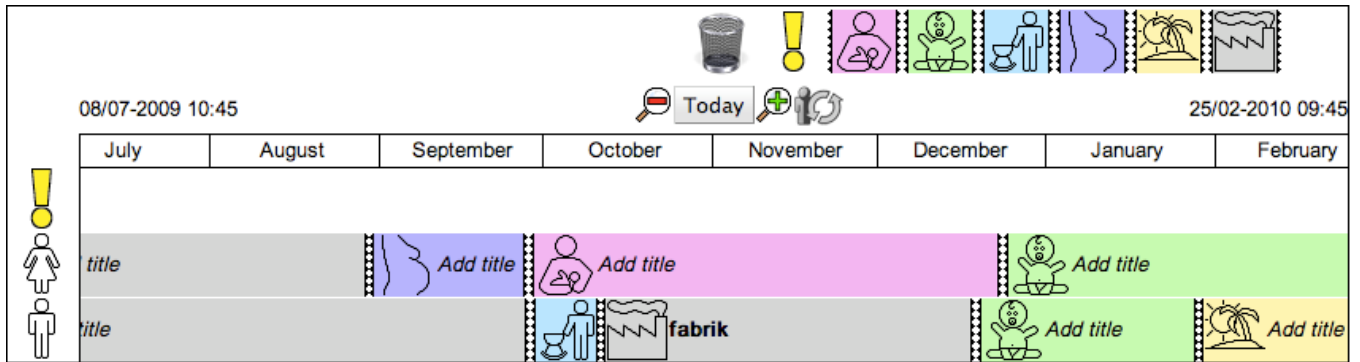 Today
08/07-2009 10:45
25/02-2010 09:45
July August September October November December January February
title Add title Add title Add title
title fabrik Add title Add title